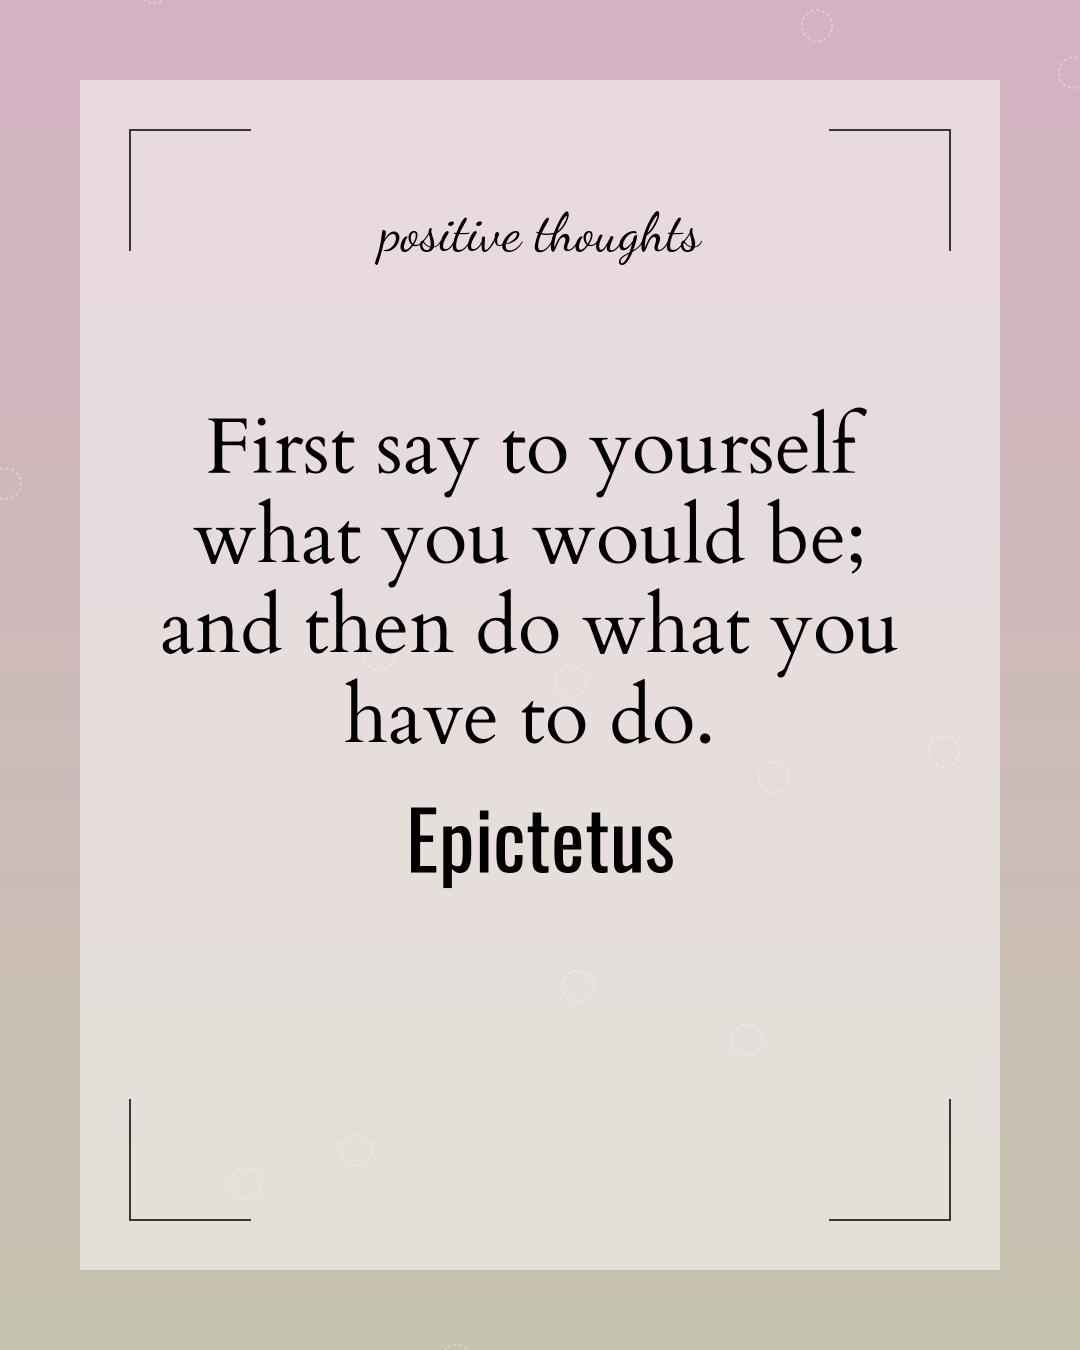 positive thoughts
First say to yourself
what you would be;
and then do what you
have to do.
Epictetus